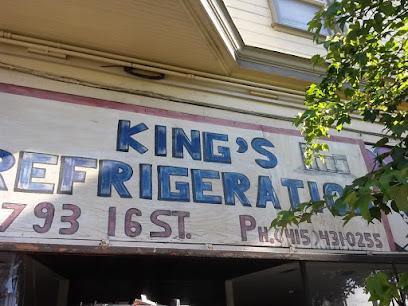 KING'S
REFRIGERATIO
793 16 ST. PH. (415) 431-0255